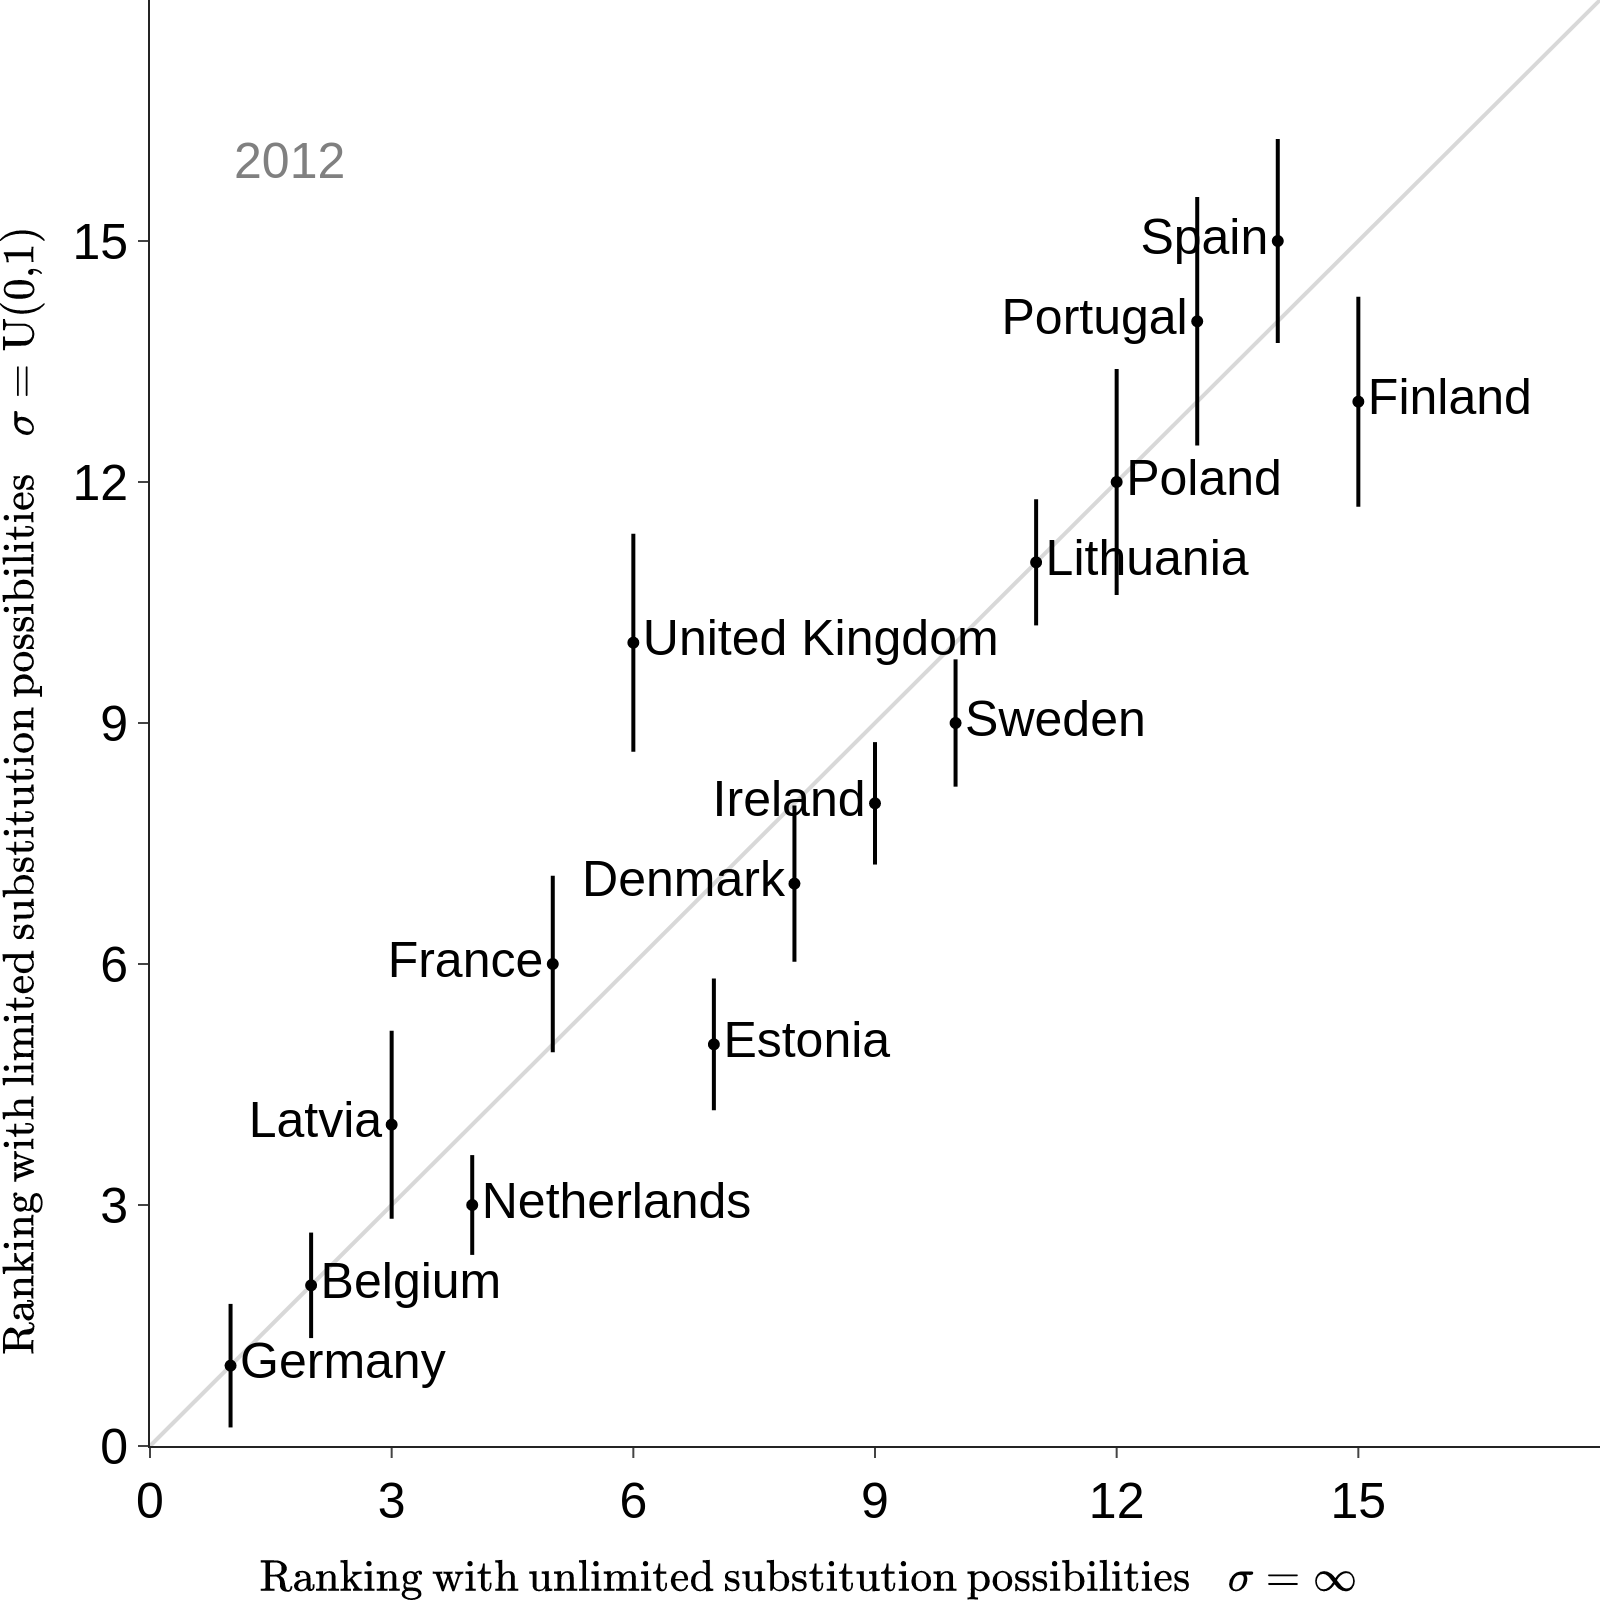 2012
Ranking with limited substitution possibilities σ = U(0,1)
15
12
9
6
3
0
Spain
Portugal
Finland
Poland
Lithuania
United Kingdom
Sweden
Ireland
Denmark
France
Estonia
Latvia
Netherlands
Belgium
Germany
0 3 6 9 12 15
Ranking with unlimited substitution possibilities σ = ∞